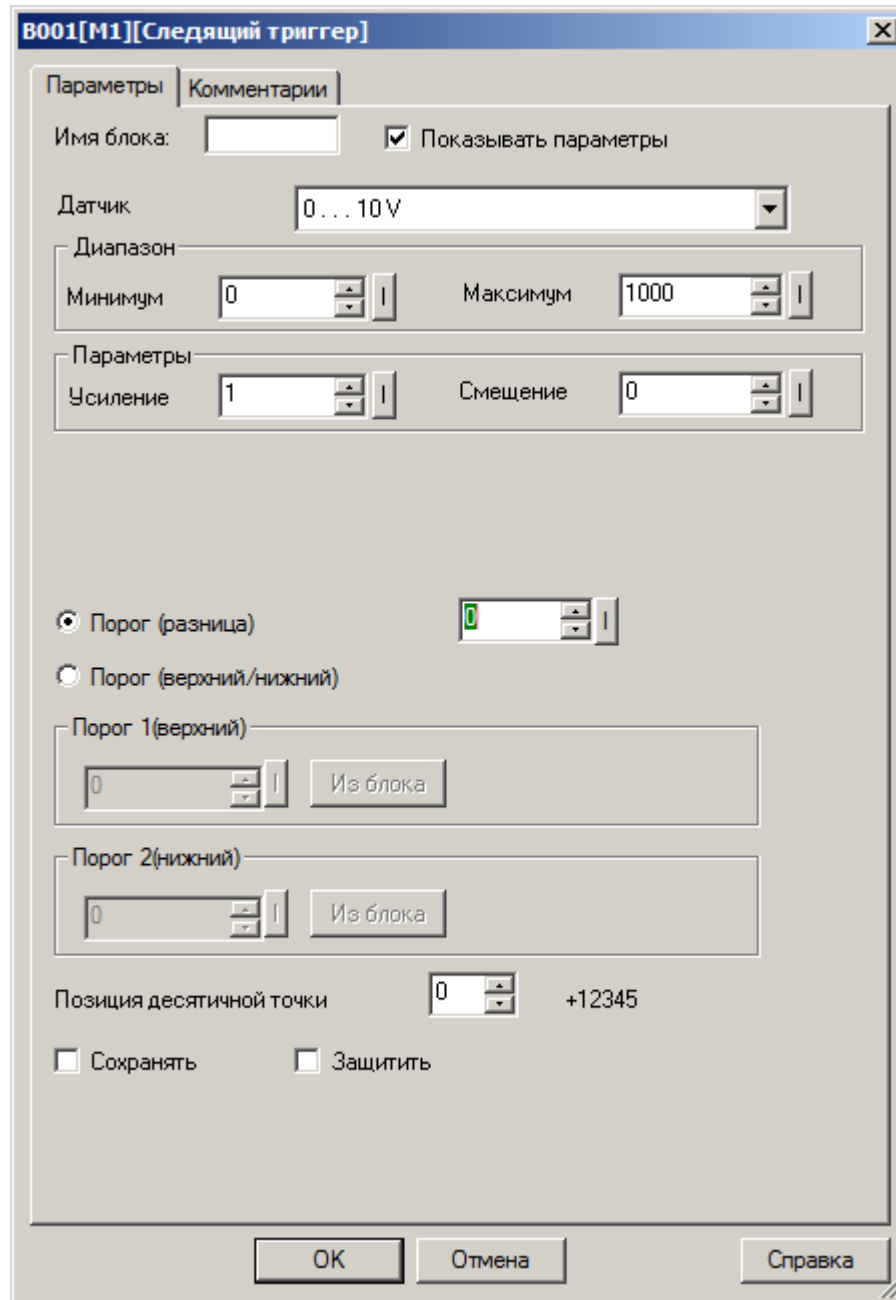 B001[M1][Следящий триггер]
Параметры Комментарии
Имя блока: Показывать параметры
Датчик 0 . . . 10 V
Диапазон
Минимум 0 Максимум 1000
Параметры
Усиление 1 Смещение 0
Порог (разница) 0
Порог (верхний/нижний)
Порог 1(верхний)
0 Из блока
Порог 2(нижний)
0 Из блока
Позиция десятичной точки 0 +12345
Сохранять Защитить
OK Отмена Справка